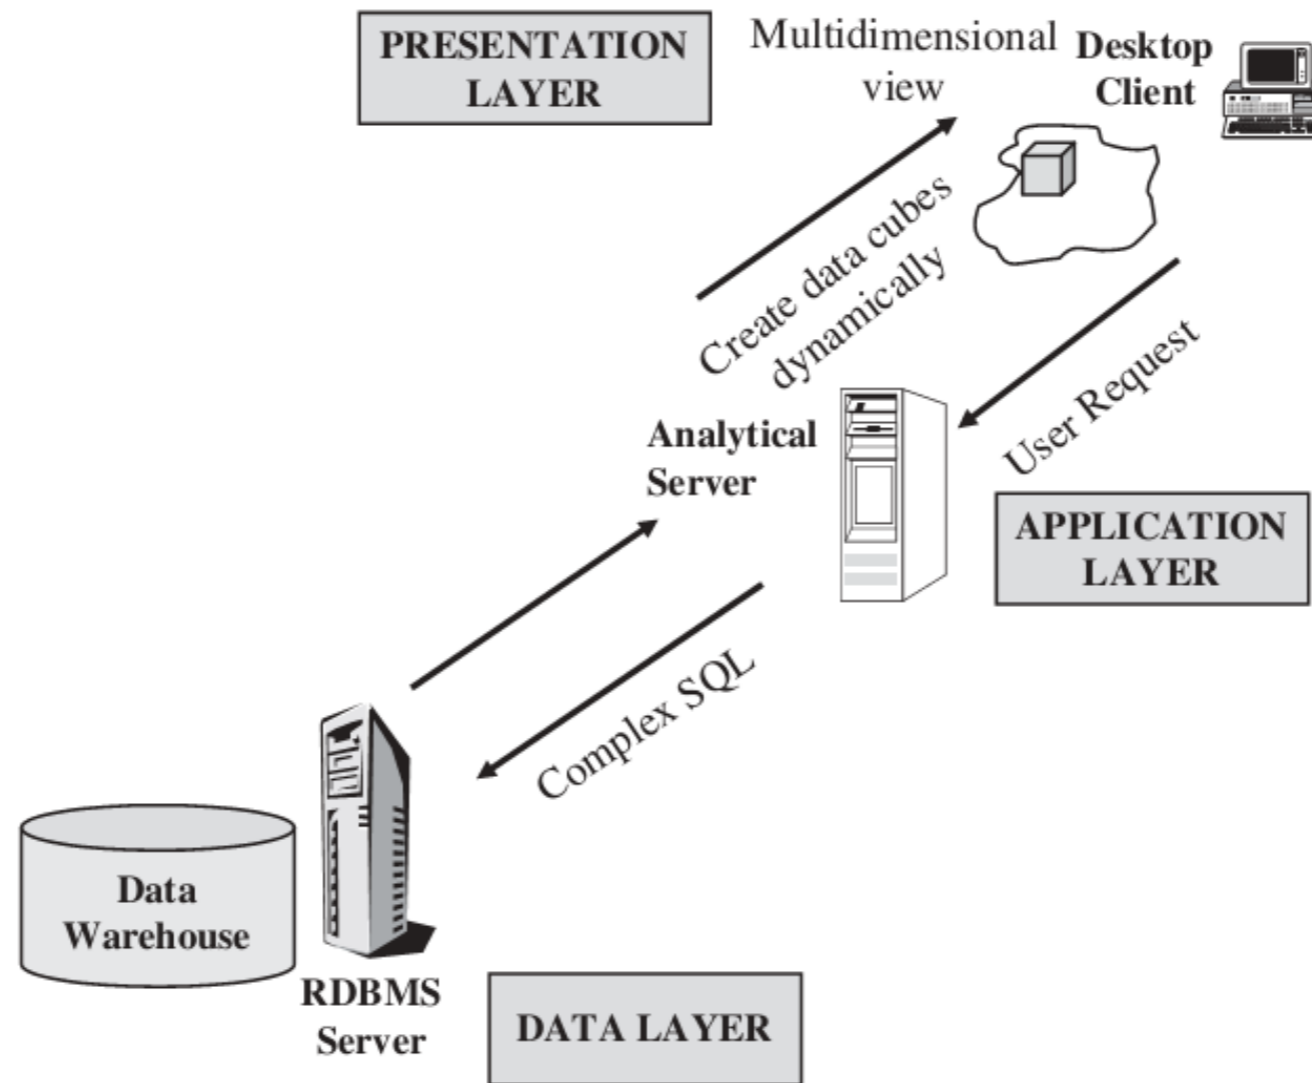 PRESENTATION
LAYER
Multidimensional
view
Desktop
Client
Create data cubes
dynamically
User Request
Analytical
Server
APPLICATION
LAYER
Complex SQL
Data
Warehouse
RDBMS
Server
DATA LAYER